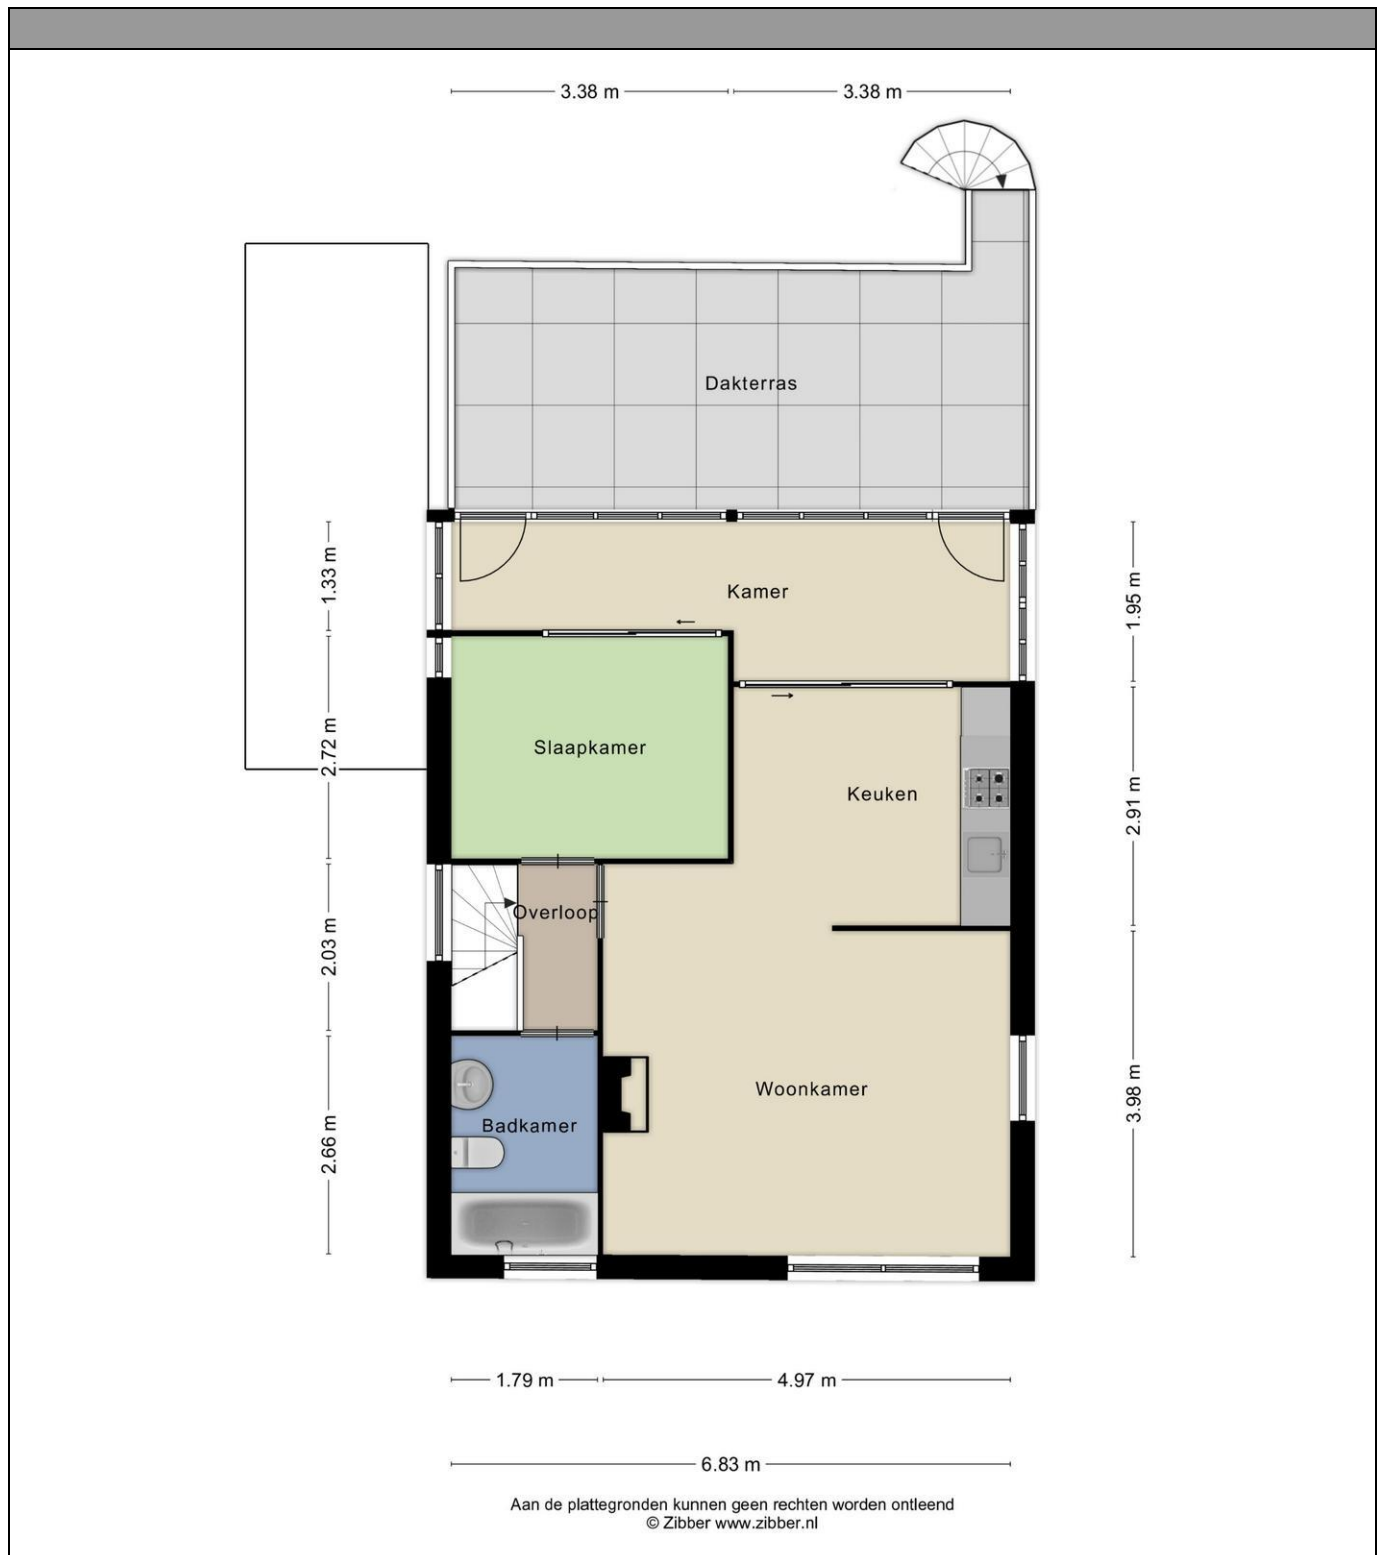 3.38 m
3.38 m
Dakterras
Kamer
1.33 m
1.95 m
Slaapkamer
2.72 m
Keuken
2.91 m
Overloop
2.03 m
Woonkamer
3.98 m
Badkamer
2.66 m
1.79 m
4.97 m
6.83 m
Aan de plattegronden kunnen geen rechten worden ontleend
© Zibber www.zibber.nl